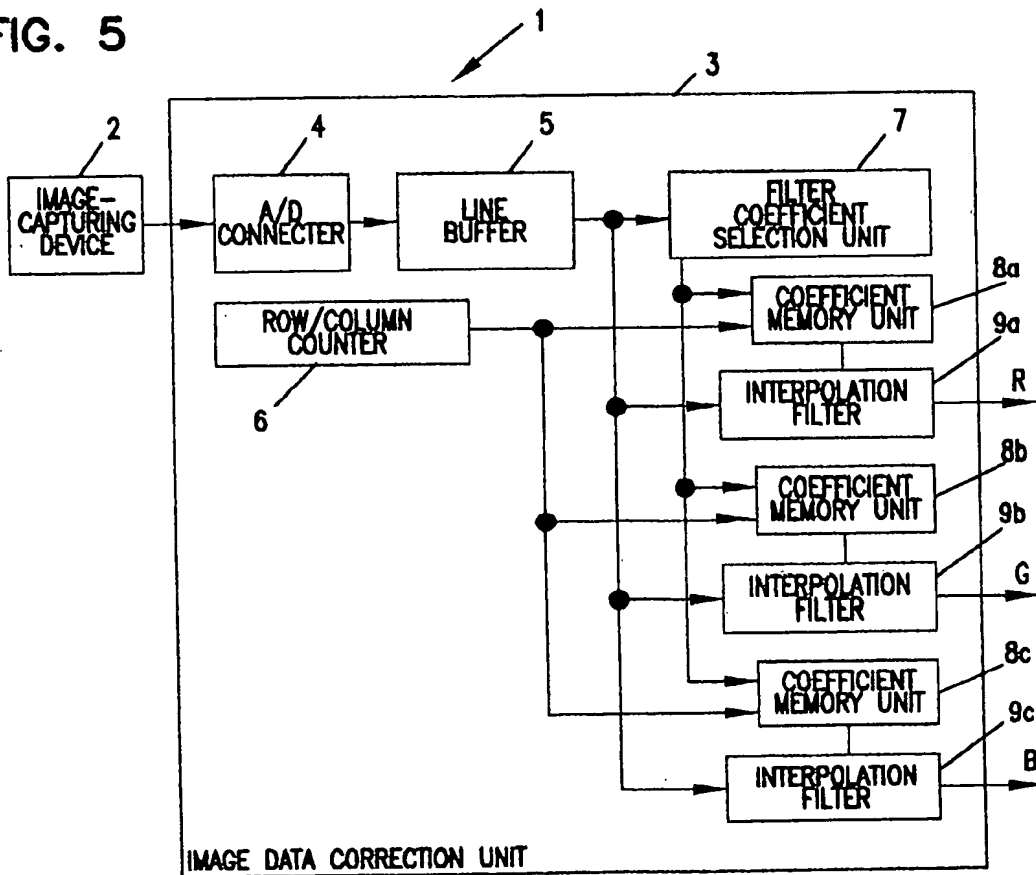 FIG. 5
1
3
2
4
5
7
IMAGE-
CAPTURING
DEVICE
A/D
CONNECTER
LINE
BUFFER
FILTER
COEFFICIENT
SELECTION UNIT
8a
ROW/COLUMN
COUNTER
COEFFICIENT
MEMORY UNIT
9a
6
INTERPOLATION
FILTER
R
8b
COEFFICIENT
MEMORY UNIT
9b
INTERPOLATION
FILTER
G
8c
COEFFICIENT
MEMORY UNIT
9c
INTERPOLATION
FILTER
B
IMAGE DATA CORRECTION UNIT